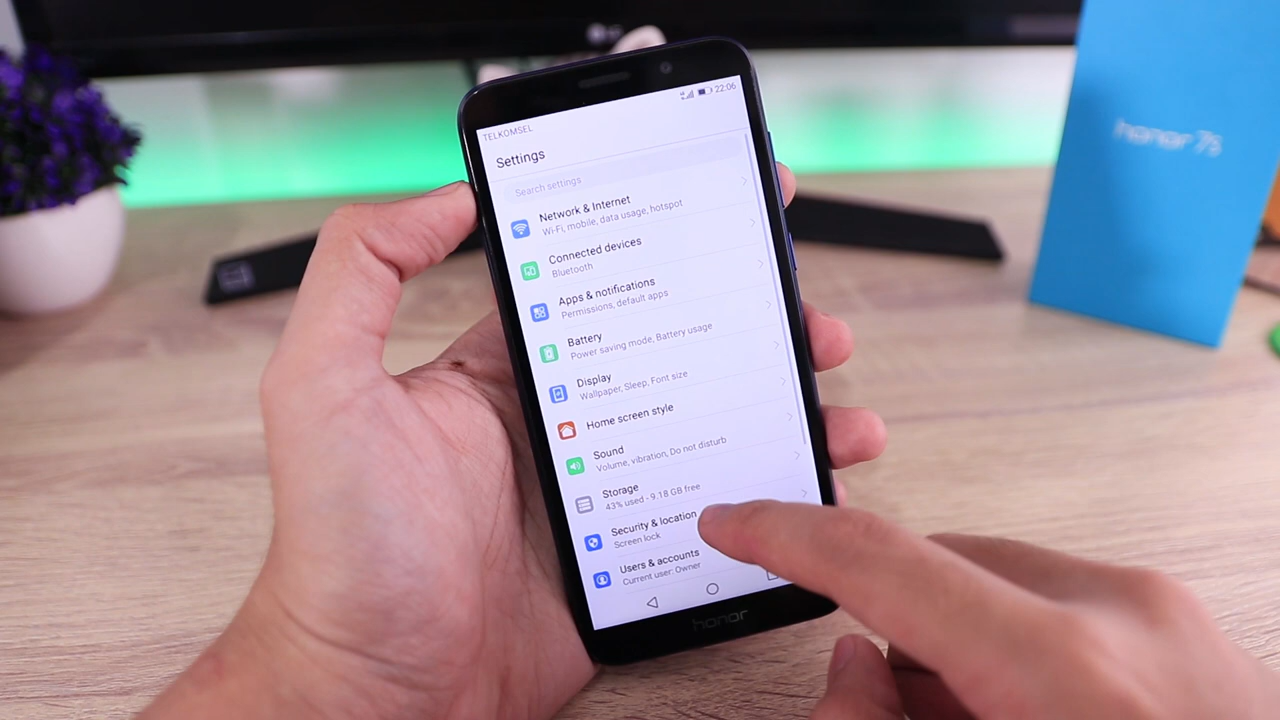 LG
honor 7s
TELKOMSEL
22:06
Settings
Search settings
Network & Internet
Wi-Fi, mobile, data usage, hotspot
Connected devices
Bluetooth
Apps & notifications
Permissions, default apps
Battery
Power saving mode, Battery usage
Display
Wallpaper, Sleep, Font size
Home screen style
Sound
Volume, vibration, Do not disturb
Storage
43% used - 9.18 GB free
Security & location
Screen lock
Users & accounts
Current user: Owner
honor